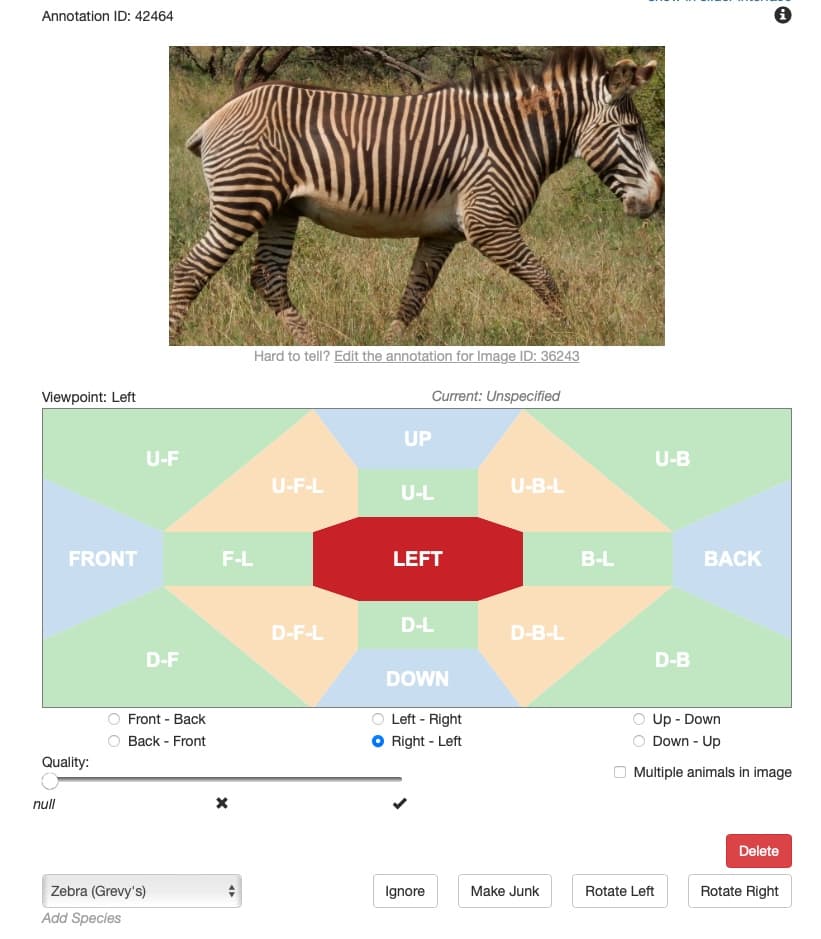 Annotation ID: 42464
Hard to tell? Edit the annotation for Image ID: 36243
Viewpoint: Left
Current: Unspecified
UP
U-F
U-B
U-F-L
U-L
U-B-L
FRONT
F-L
LEFT
B-L
BACK
D-F-L
D-L
D-B-L
D-F
D-B
DOWN
Front - Back
Left - Right
Up - Down
Back - Front
Right - Left
Down - Up
Quality:
Multiple animals in image
null
Delete
Zebra (Grevy's)
Ignore
Make Junk
Rotate Left
Rotate Right
Add Species